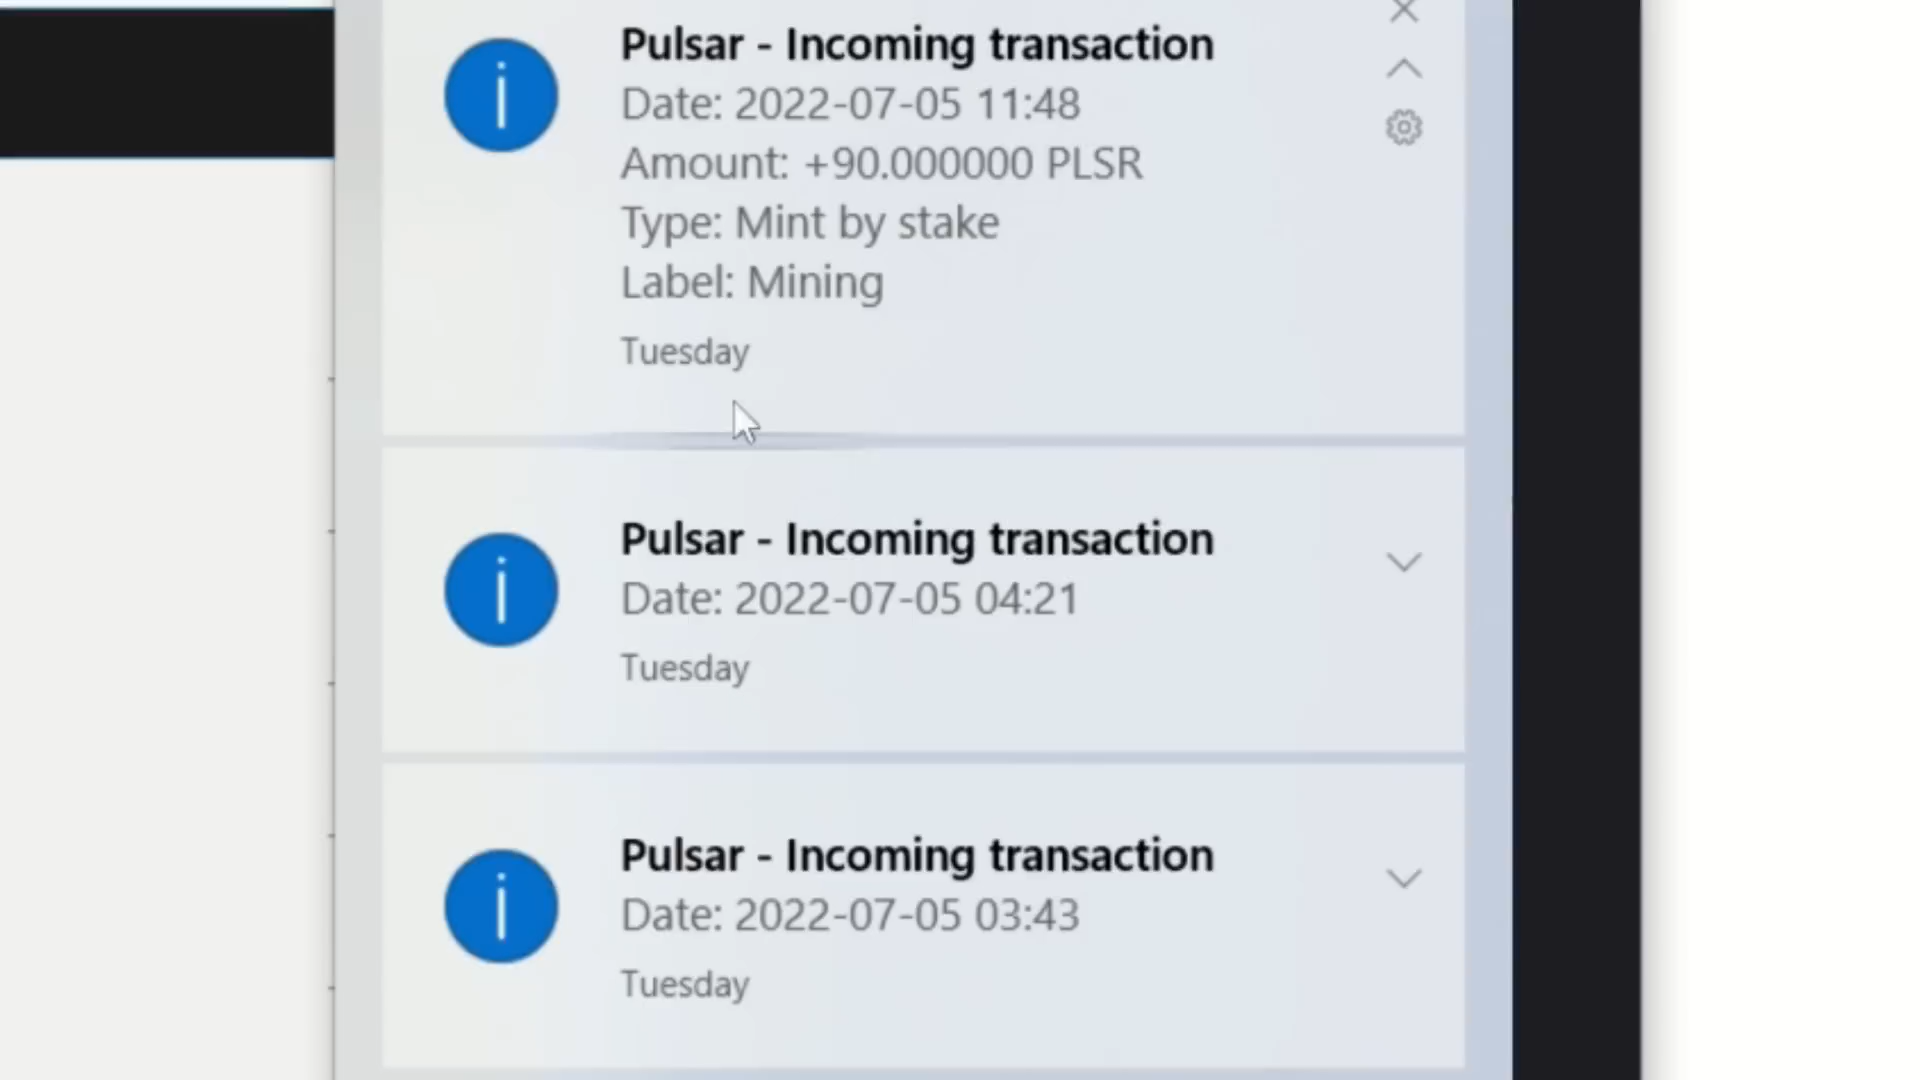 Pulsar - Incoming transaction
Date: 2022-07-05 11:48
Amount: +90.000000 PLSR
Type: Mint by stake
Label: Mining
Tuesday
Pulsar - Incoming transaction
Date: 2022-07-05 04:21
Tuesday
Pulsar - Incoming transaction
Date: 2022-07-05 03:43
Tuesday